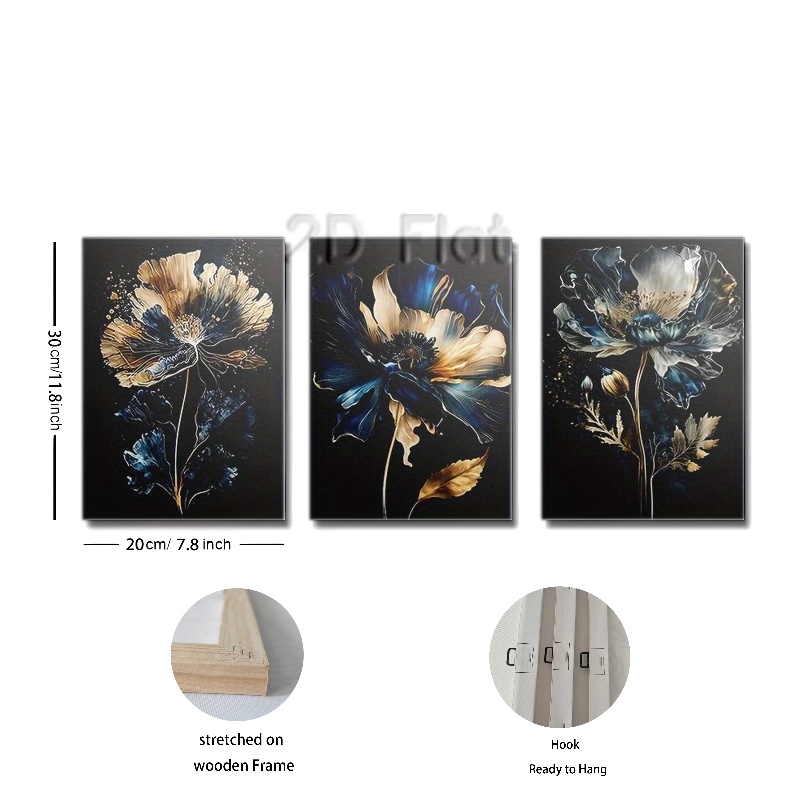 2D Flat
30cm/11.8inch
20cm/ 7.8 inch
stretched on
wooden Frame
Hook
Ready to Hang